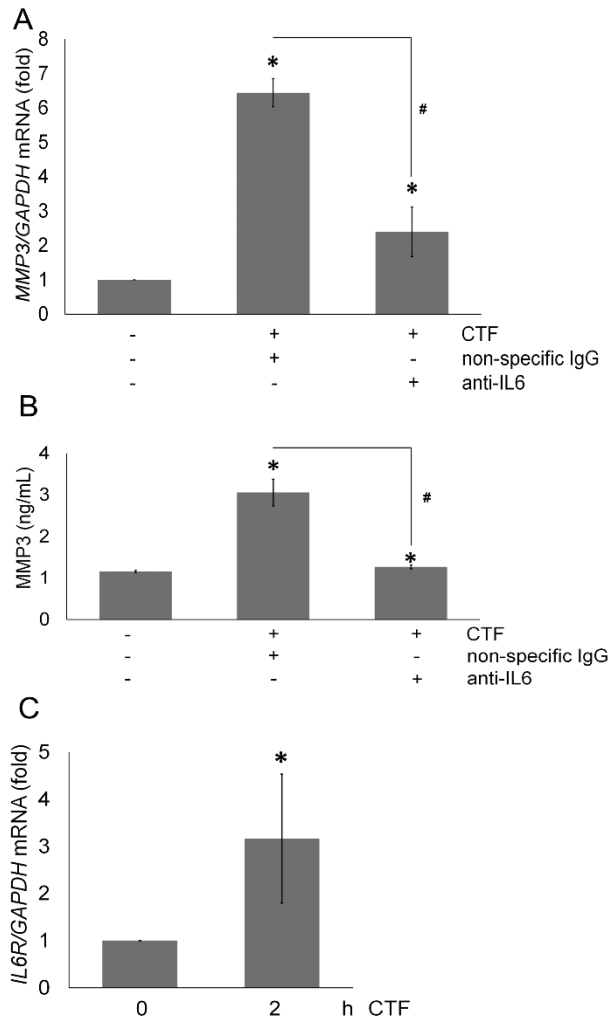 A
MMP3/GAPDH mRNA (fold)
8
7
6
5
4
3
2
1
0
*
*
#
- + + CTF
- + - non-specific IgG
- - + anti-IL6
B
MMP3 (ng/mL)
4
3
2
1
0
*
*
#
- + + CTF
- + - non-specific IgG
- - + anti-IL6
C
IL6R/GAPDH mRNA (fold)
5
4
3
2
1
0
*
0 2 h CTF